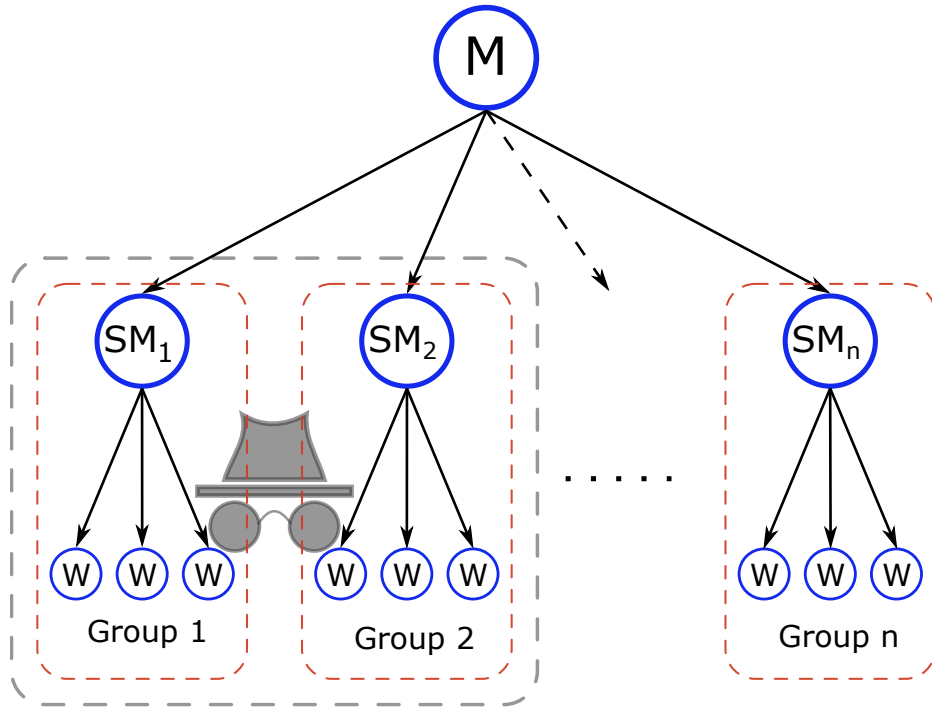 M
SM₁ SM₂ SMₙ
. . . . .
W W W W W W W W W
Group 1 Group 2 Group n